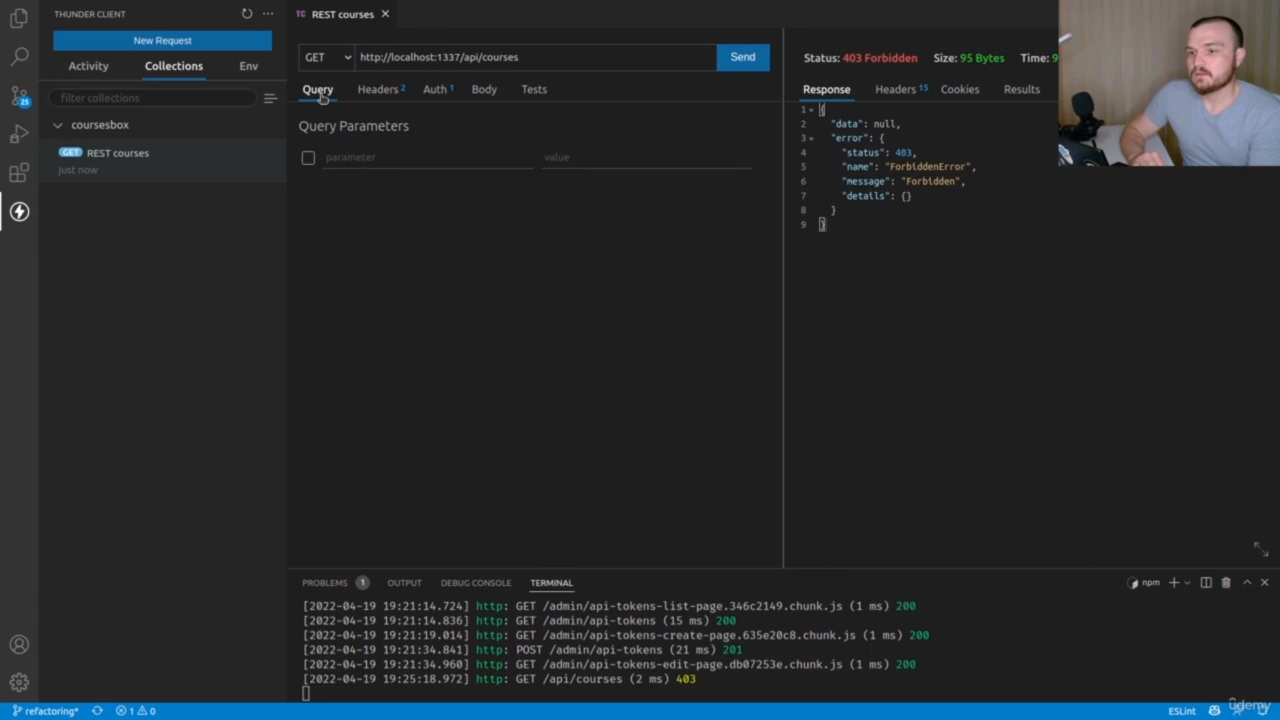 THUNDER CLIENT
New Request
Activity Collections Env
filter collections
coursesbox
GET REST courses
just now
25
TC REST courses
GET http://localhost:1337/api/courses Send
Query Headers 2 Auth 1 Body Tests
Query Parameters
parameter value
Status: 403 Forbidden Size: 95 Bytes Time: 9
Response Headers 15 Cookies Results
1 {
2 "data": null,
3 "error": {
4 "status": 403,
5 "name": "ForbiddenError",
6 "message": "Forbidden",
7 "details": {}
8 }
9 }
PROBLEMS 1 OUTPUT DEBUG CONSOLE TERMINAL
npm
[2022-04-19 19:21:14.724] http: GET /admin/api-tokens-list-page.346c2149.chunk.js (1 ms) 200
[2022-04-19 19:21:14.836] http: GET /admin/api-tokens (15 ms) 200
[2022-04-19 19:21:19.014] http: GET /admin/api-tokens-create-page.635e20c8.chunk.js (1 ms) 200
[2022-04-19 19:21:34.841] http: POST /admin/api-tokens (21 ms) 201
[2022-04-19 19:21:34.960] http: GET /admin/api-tokens-edit-page.db07253e.chunk.js (1 ms) 200
[2022-04-19 19:25:18.972] http: GET /api/courses (2 ms) 403
refactoring* 1 0
ESLint
udemy